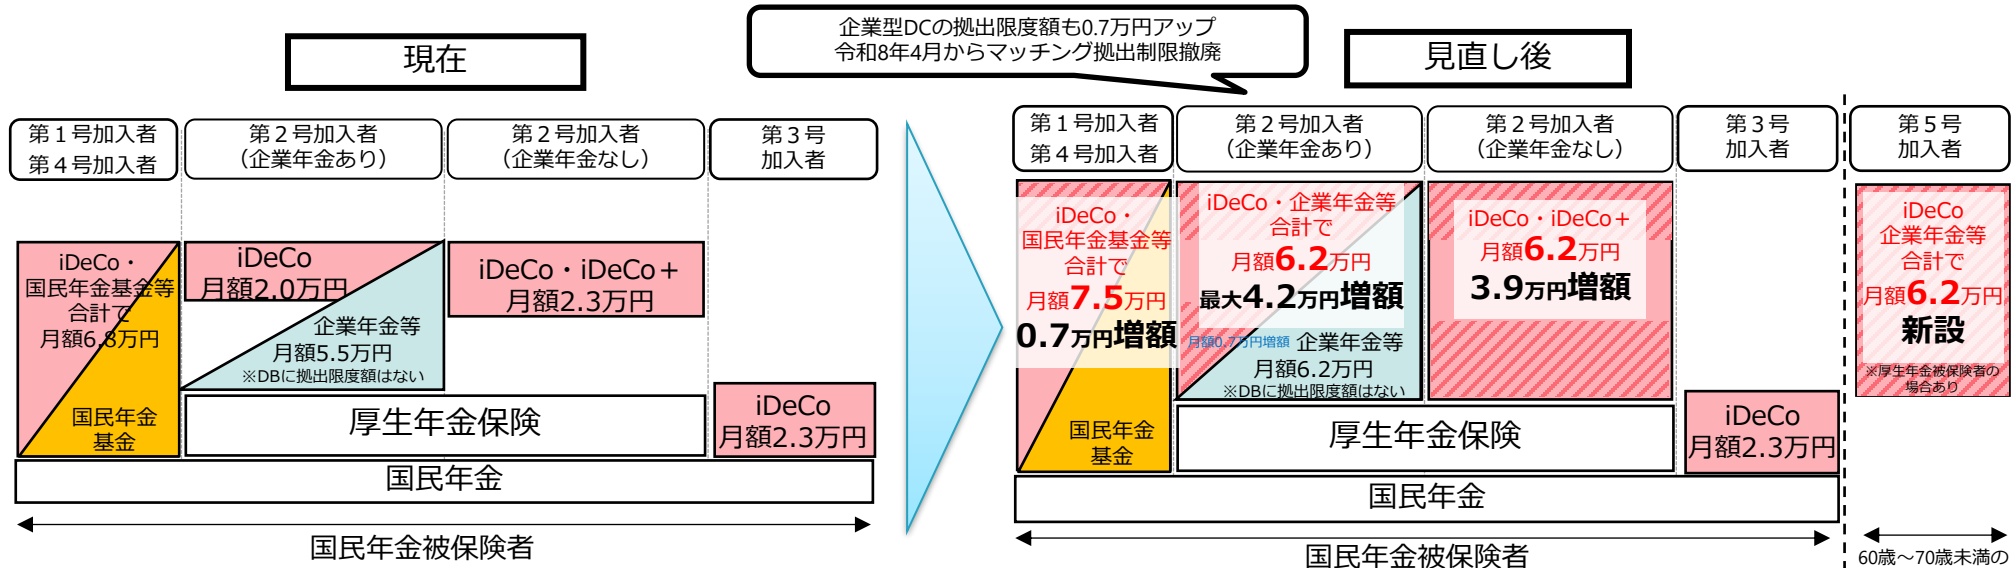 企業型DCの拠出限度額も0.7万円アップ
令和8年4月からマッチング拠出制限撤廃
現在
第１号加入者
第４号加入者
第２号加入者
（企業年金あり）
第２号加入者
（企業年金なし）
第３号
加入者
iDeCo・
国民年金基金等
合計で
月額6.8万円
国民年金
基金
iDeCo
月額2.0万円
企業年金等
月額5.5万円
※DBに拠出限度額はない
iDeCo・iDeCo＋
月額2.3万円
厚生年金保険
iDeCo
月額2.3万円
国民年金
国民年金被保険者
見直し後
第１号加入者
第４号加入者
第２号加入者
（企業年金あり）
第２号加入者
（企業年金なし）
第３号
加入者
第５号
加入者
iDeCo・
国民年金基金等
合計で
月額7.5万円
0.7万円増額
国民年金
基金
iDeCo・企業年金等
合計で
月額6.2万円
最大4.2万円増額
月額0.7万円増額
企業年金等
月額6.2万円
※DBに拠出限度額はない
iDeCo・iDeCo＋
月額6.2万円
3.9万円増額
厚生年金保険
iDeCo
月額2.3万円
iDeCo
企業年金等
合計で
月額6.2万円
新設
※厚生年金被保険者の
場合あり
国民年金
国民年金被保険者
60歳～70歳未満の